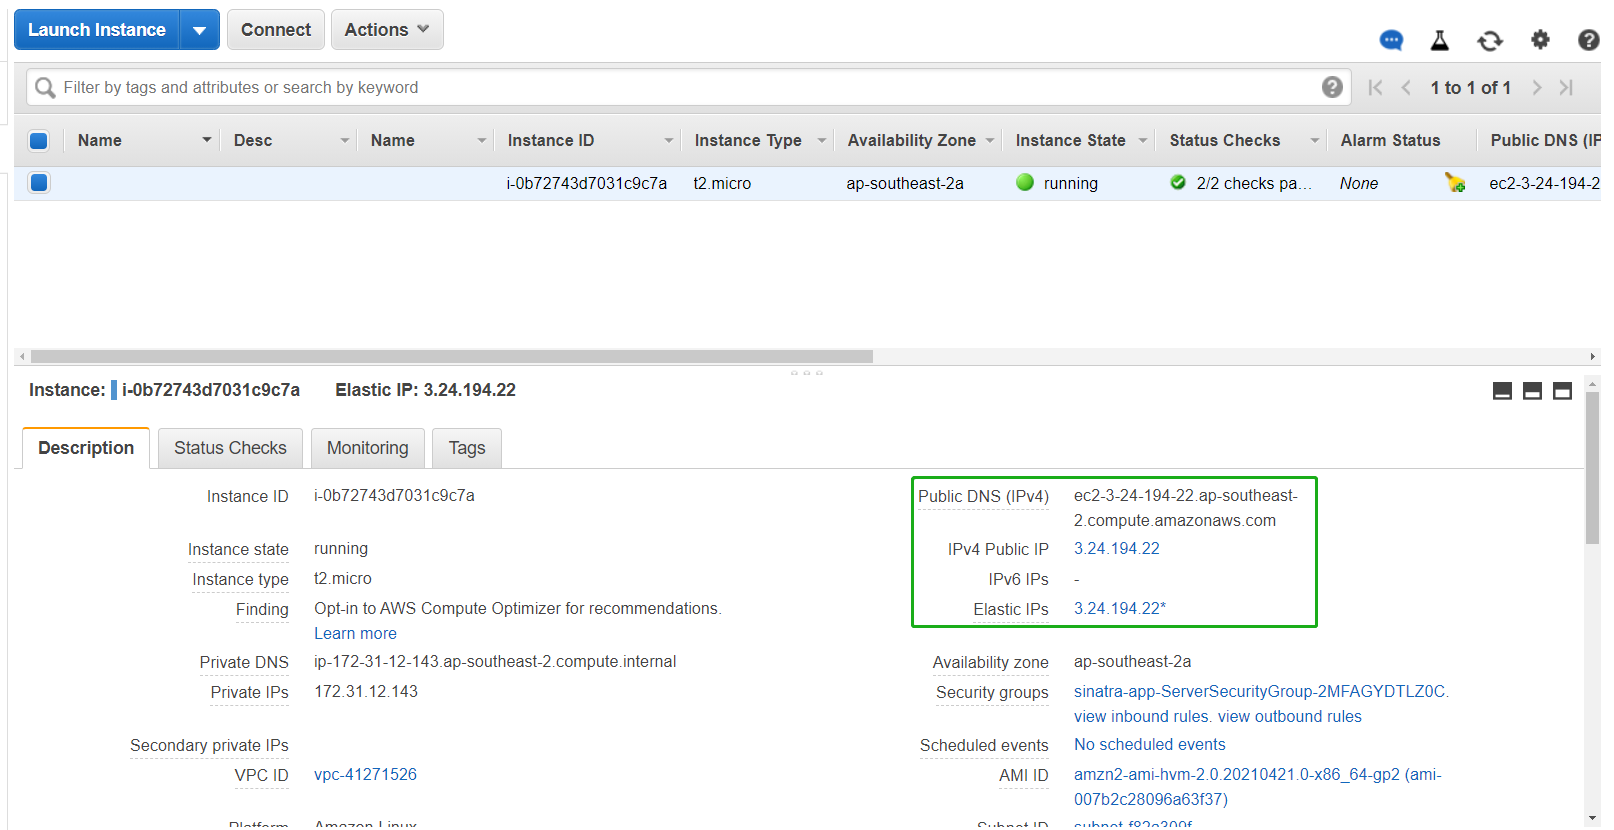 Launch Instance
Connect
Actions
Filter by tags and attributes or search by keyword
1 to 1 of 1
Name
Desc
Name
Instance ID
Instance Type
Availability Zone
Instance State
Status Checks
Alarm Status
Public DNS (IP
i-0b72743d7031c9c7a
t2.micro
ap-southeast-2a
running
2/2 checks pa...
None
ec2-3-24-194-2
Instance: i-0b72743d7031c9c7a
Elastic IP: 3.24.194.22
Description
Status Checks
Monitoring
Tags
Instance ID i-0b72743d7031c9c7a
Instance state running
Instance type t2.micro
Finding Opt-in to AWS Compute Optimizer for recommendations.
Learn more
Private DNS ip-172-31-12-143.ap-southeast-2.compute.internal
Private IPs 172.31.12.143
Secondary private IPs
VPC ID vpc-41271526
Platform Amazon Linux
Public DNS (IPv4) ec2-3-24-194-22.ap-southeast-
2.compute.amazonaws.com
IPv4 Public IP 3.24.194.22
IPv6 IPs -
Elastic IPs 3.24.194.22*
Availability zone ap-southeast-2a
Security groups sinatra-app-ServerSecurityGroup-2MFAGYDTLZ0C.
view inbound rules. view outbound rules
Scheduled events No scheduled events
AMI ID amzn2-ami-hvm-2.0.20210421.0-x86_64-gp2 (ami-
007b2c28096a63f37)
Subnet ID